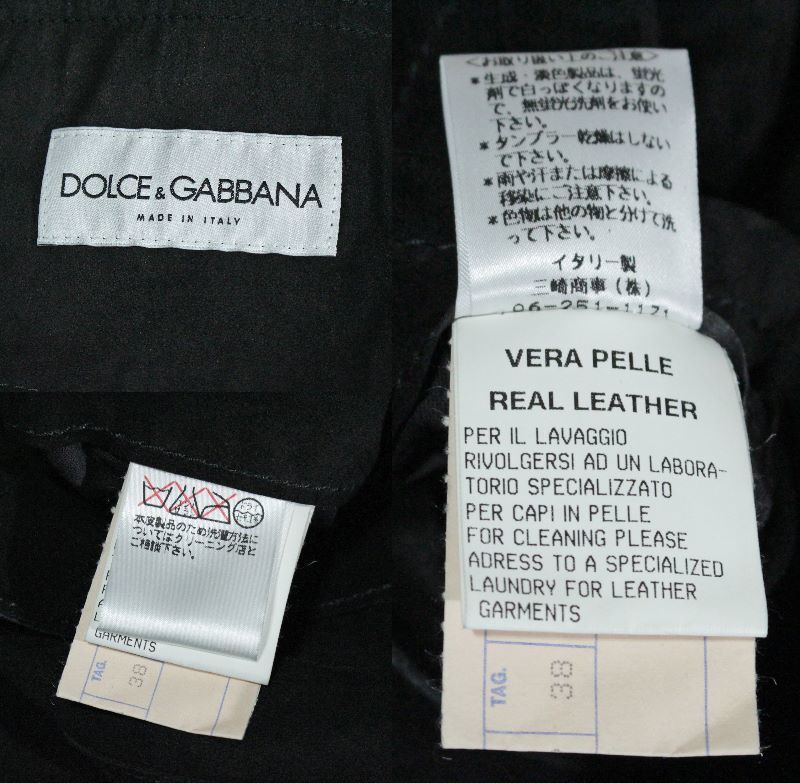 DOLCE & GABBANA
MADE IN ITALY
<お取り扱い上のご注意>
*生成・淡色製品は、蛍光
剤で白っぽくなりますの
で、無蛍光洗剤をお使い
下さい。
*タンブラー乾燥はしない
で下さい。
*雨や汗または摩擦による
移染にご注意下さい。
*色物は他の物と分けて洗
って下さい。
イタリー製
三崎商事(株)
06-251-1121
VERA PELLE
REAL LEATHER
PER IL LAVAGGIO
RIVOLGERSI AD UN LABORA-
TORIO SPECIALIZZATO
PER CAPI IN PELLE
FOR CLEANING PLEASE
ADRESS TO A SPECIALIZED
LAUNDRY FOR LEATHER
GARMENTS
TAG. 38
本皮製品のため洗濯方法に
ついてはクリーニング店と
ご相談下さい。
GARMENTS
TAG. 38